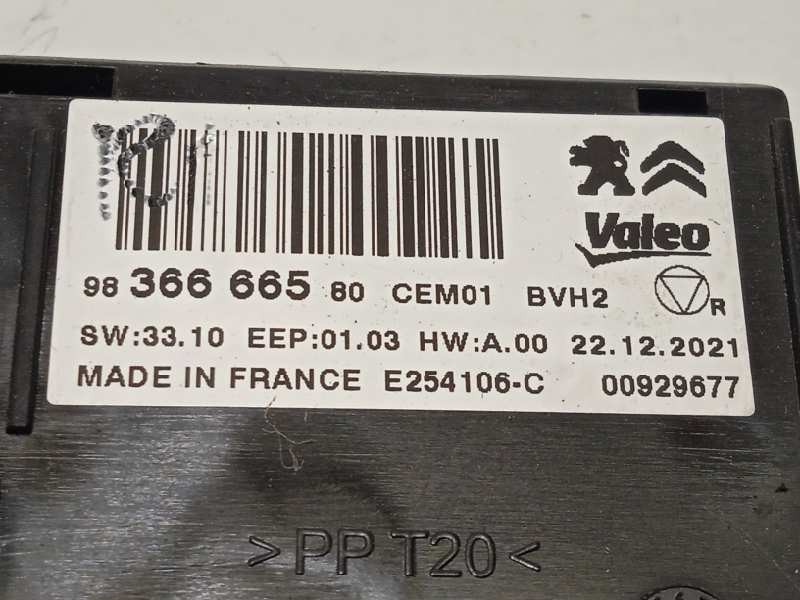 Valeo
98 366 665 80 CEM01 BVH2 R
SW:33.10 EEP:01.03 HW:A.00 22.12.2021
MADE IN FRANCE E254106-C 00929677
>PP T20<